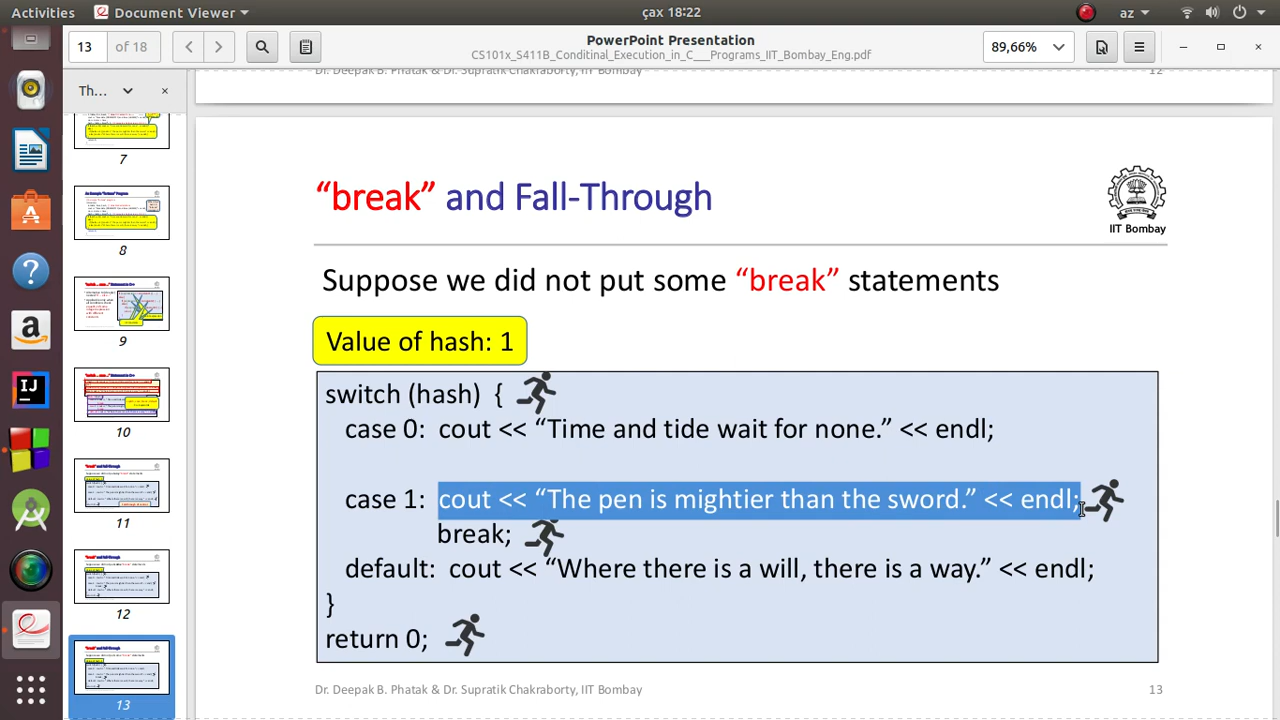 Activities
Document Viewer
çax 18:22
az
13
of 18
PowerPoint Presentation
CS101x_S411B_Conditinal_Execution_in_C___Programs_IIT_Bombay_Eng.pdf
89,66%
Th...
7
8
9
10
11
12
13
Dr. Deepak B. Phatak & Dr. Supratik Chakraborty, IIT Bombay
12
“break” and Fall-Through
IIT Bombay
Suppose we did not put some “break” statements
Value of hash: 1
switch (hash) {
case 0: cout << “Time and tide wait for none.” << endl;
case 1: cout << “The pen is mightier than the sword.” << endl;
break;
default: cout << “Where there is a will, there is a way.” << endl;
}
return 0;
Dr. Deepak B. Phatak & Dr. Supratik Chakraborty, IIT Bombay
13